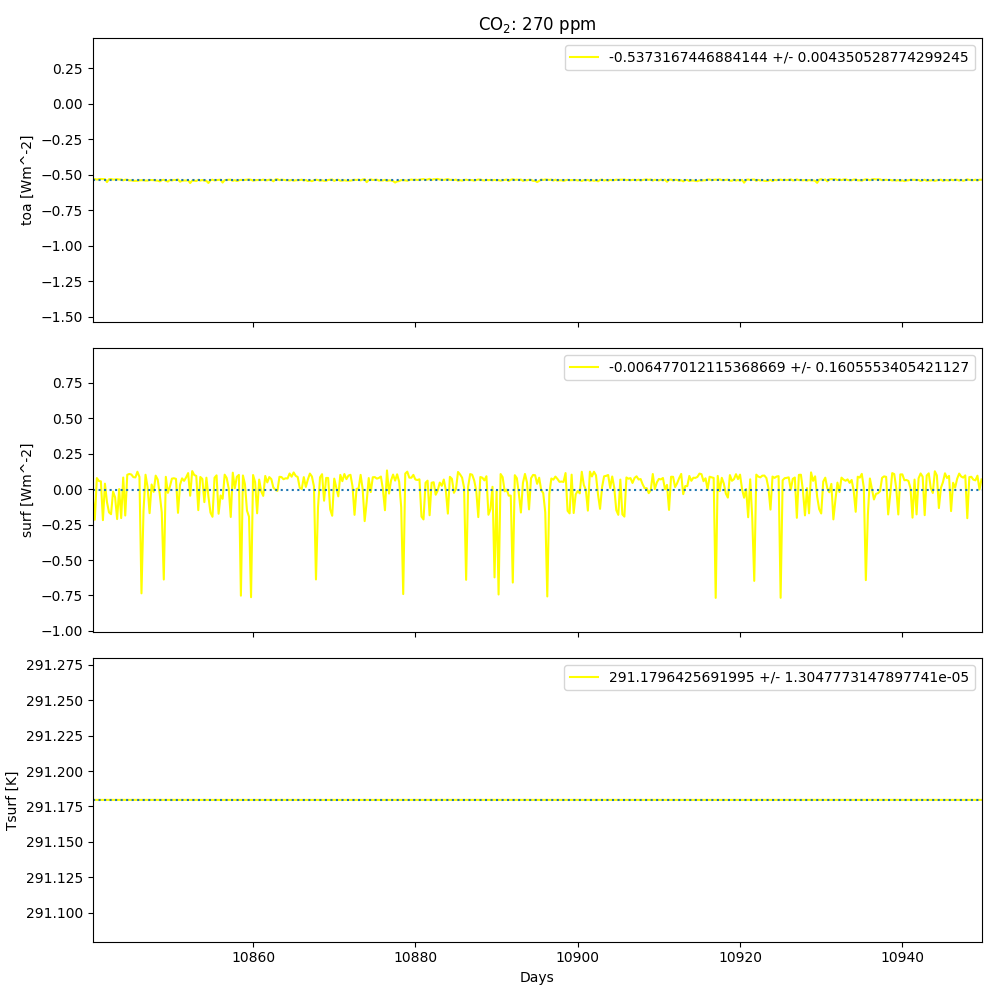 CO₂: 270 ppm
-0.5373167446884144 +/- 0.004350528774299245
0.25
0.00
−0.25
−0.50
−0.75
−1.00
−1.25
−1.50
toa [Wm^-2]
-0.006477012115368669 +/- 0.1605553405421127
0.75
0.50
0.25
0.00
−0.25
−0.50
−0.75
−1.00
surf [Wm^-2]
291.1796425691995 +/- 1.3047773147897741e-05
291.275
291.250
291.225
291.200
291.175
291.150
291.125
291.100
Tsurf [K]
10860 10880 10900 10920 10940
Days